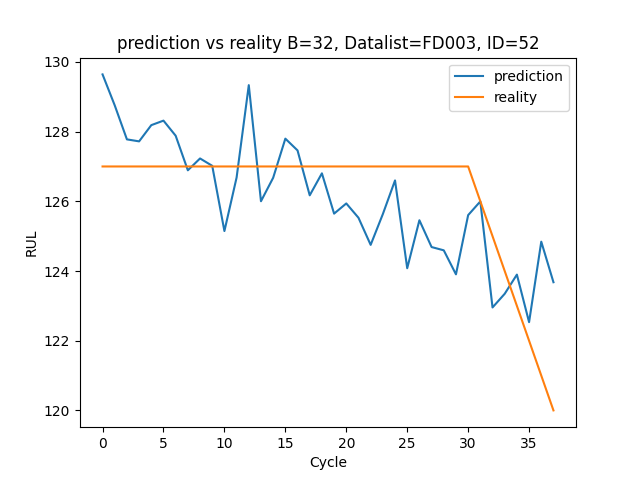 prediction vs reality B=32, Datalist=FD003, ID=52
prediction
reality
RUL
130
128
126
124
122
120
0 5 10 15 20 25 30 35
Cycle